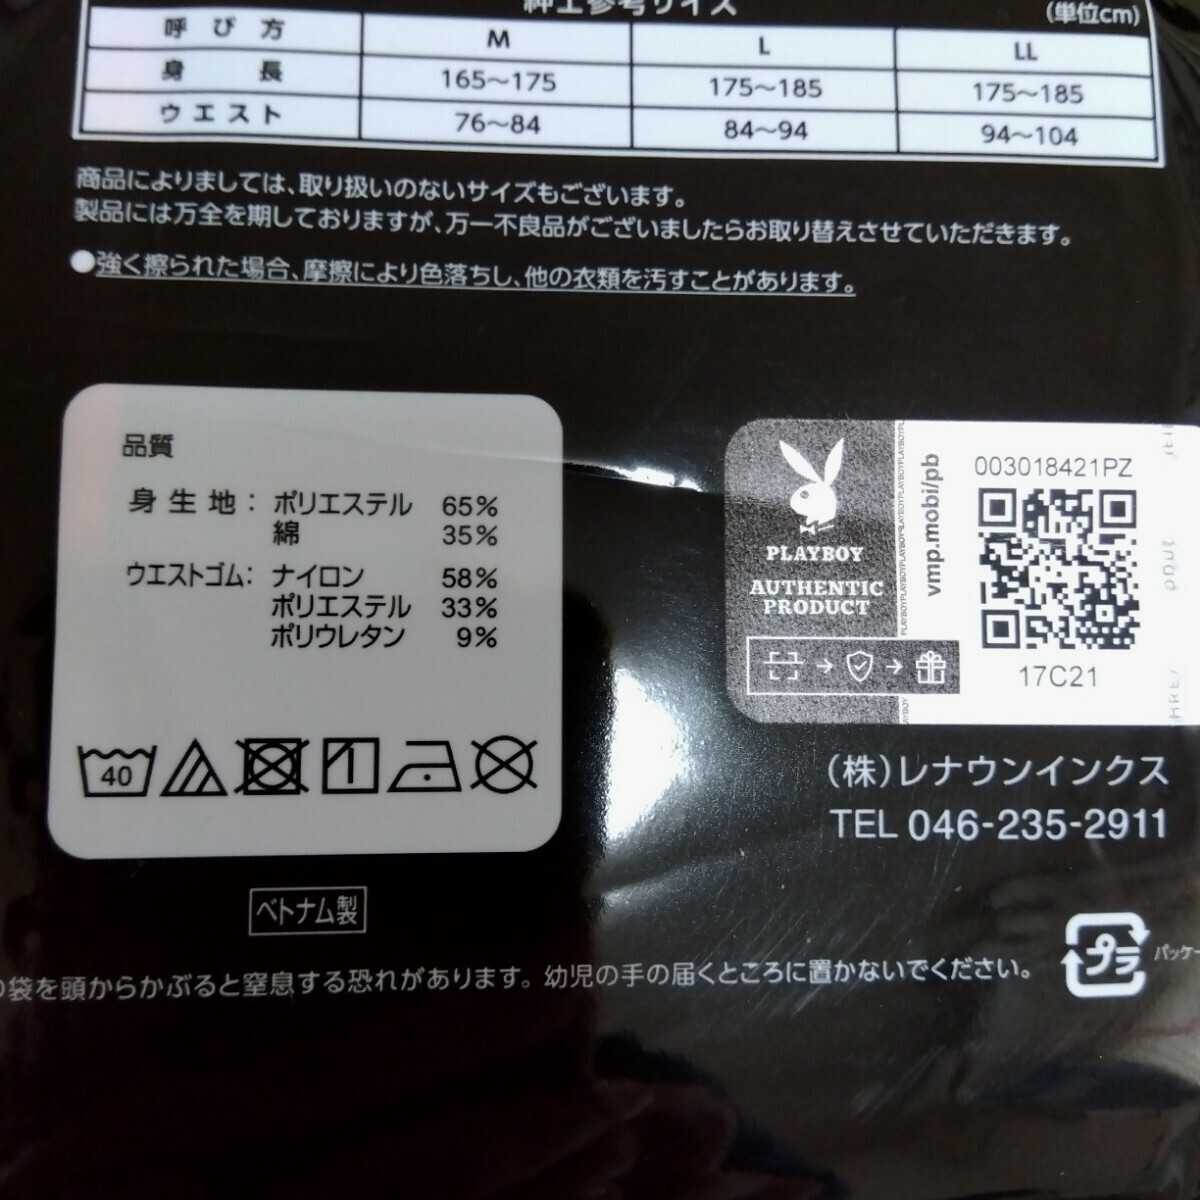 紳士参考サイズ (単位cm)
呼び方 M L LL
身長 165〜175 175〜185 175〜185
ウエスト 76〜84 84〜94 94〜104
商品によりましては、取り扱いのないサイズもございます。
製品には万全を期しておりますが、万一不良品がございましたらお取り替えさせていただきます。
●強く擦られた場合、摩擦により色落ちし、他の衣類を汚すことがあります。
品質
身生地：ポリエステル 65%
綿 35%
ウエストゴム：ナイロン 58%
ポリエステル 33%
ポリウレタン 9%
40
ベトナム製
PLAYBOY
AUTHENTIC
PRODUCT
vmp.mobi/pb
003018421PZ
17C21
(株)レナウンインクス
TEL 046-235-2911
の袋を頭からかぶると窒息する恐れがあります。幼児の手の届くところに置かないでください。
プラ
パッケー